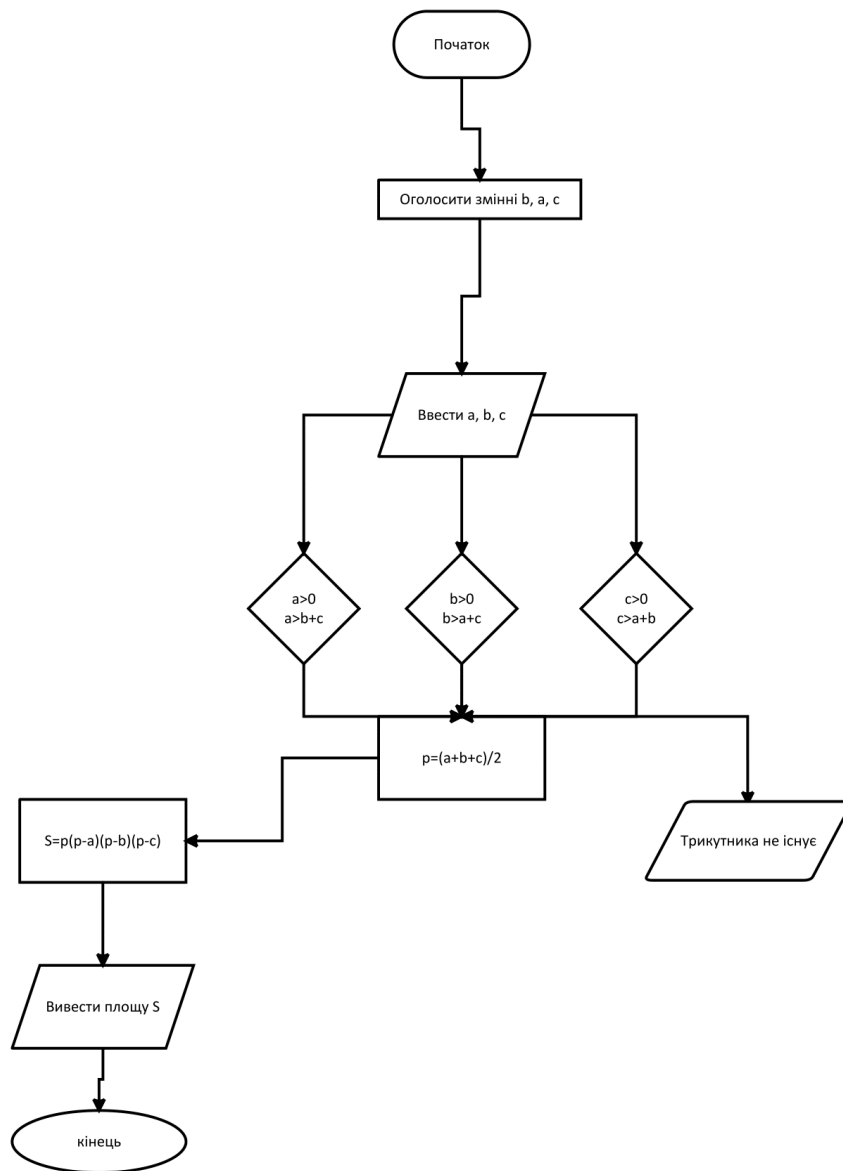 Початок
Оголосити змінні b, a, c
Ввести a, b, c
a>0
a>b+c
b>0
b>a+c
c>0
c>a+b
p=(a+b+c)/2
S=p(p-a)(p-b)(p-c)
Трикутника не існує
Вивести площу S
кінець